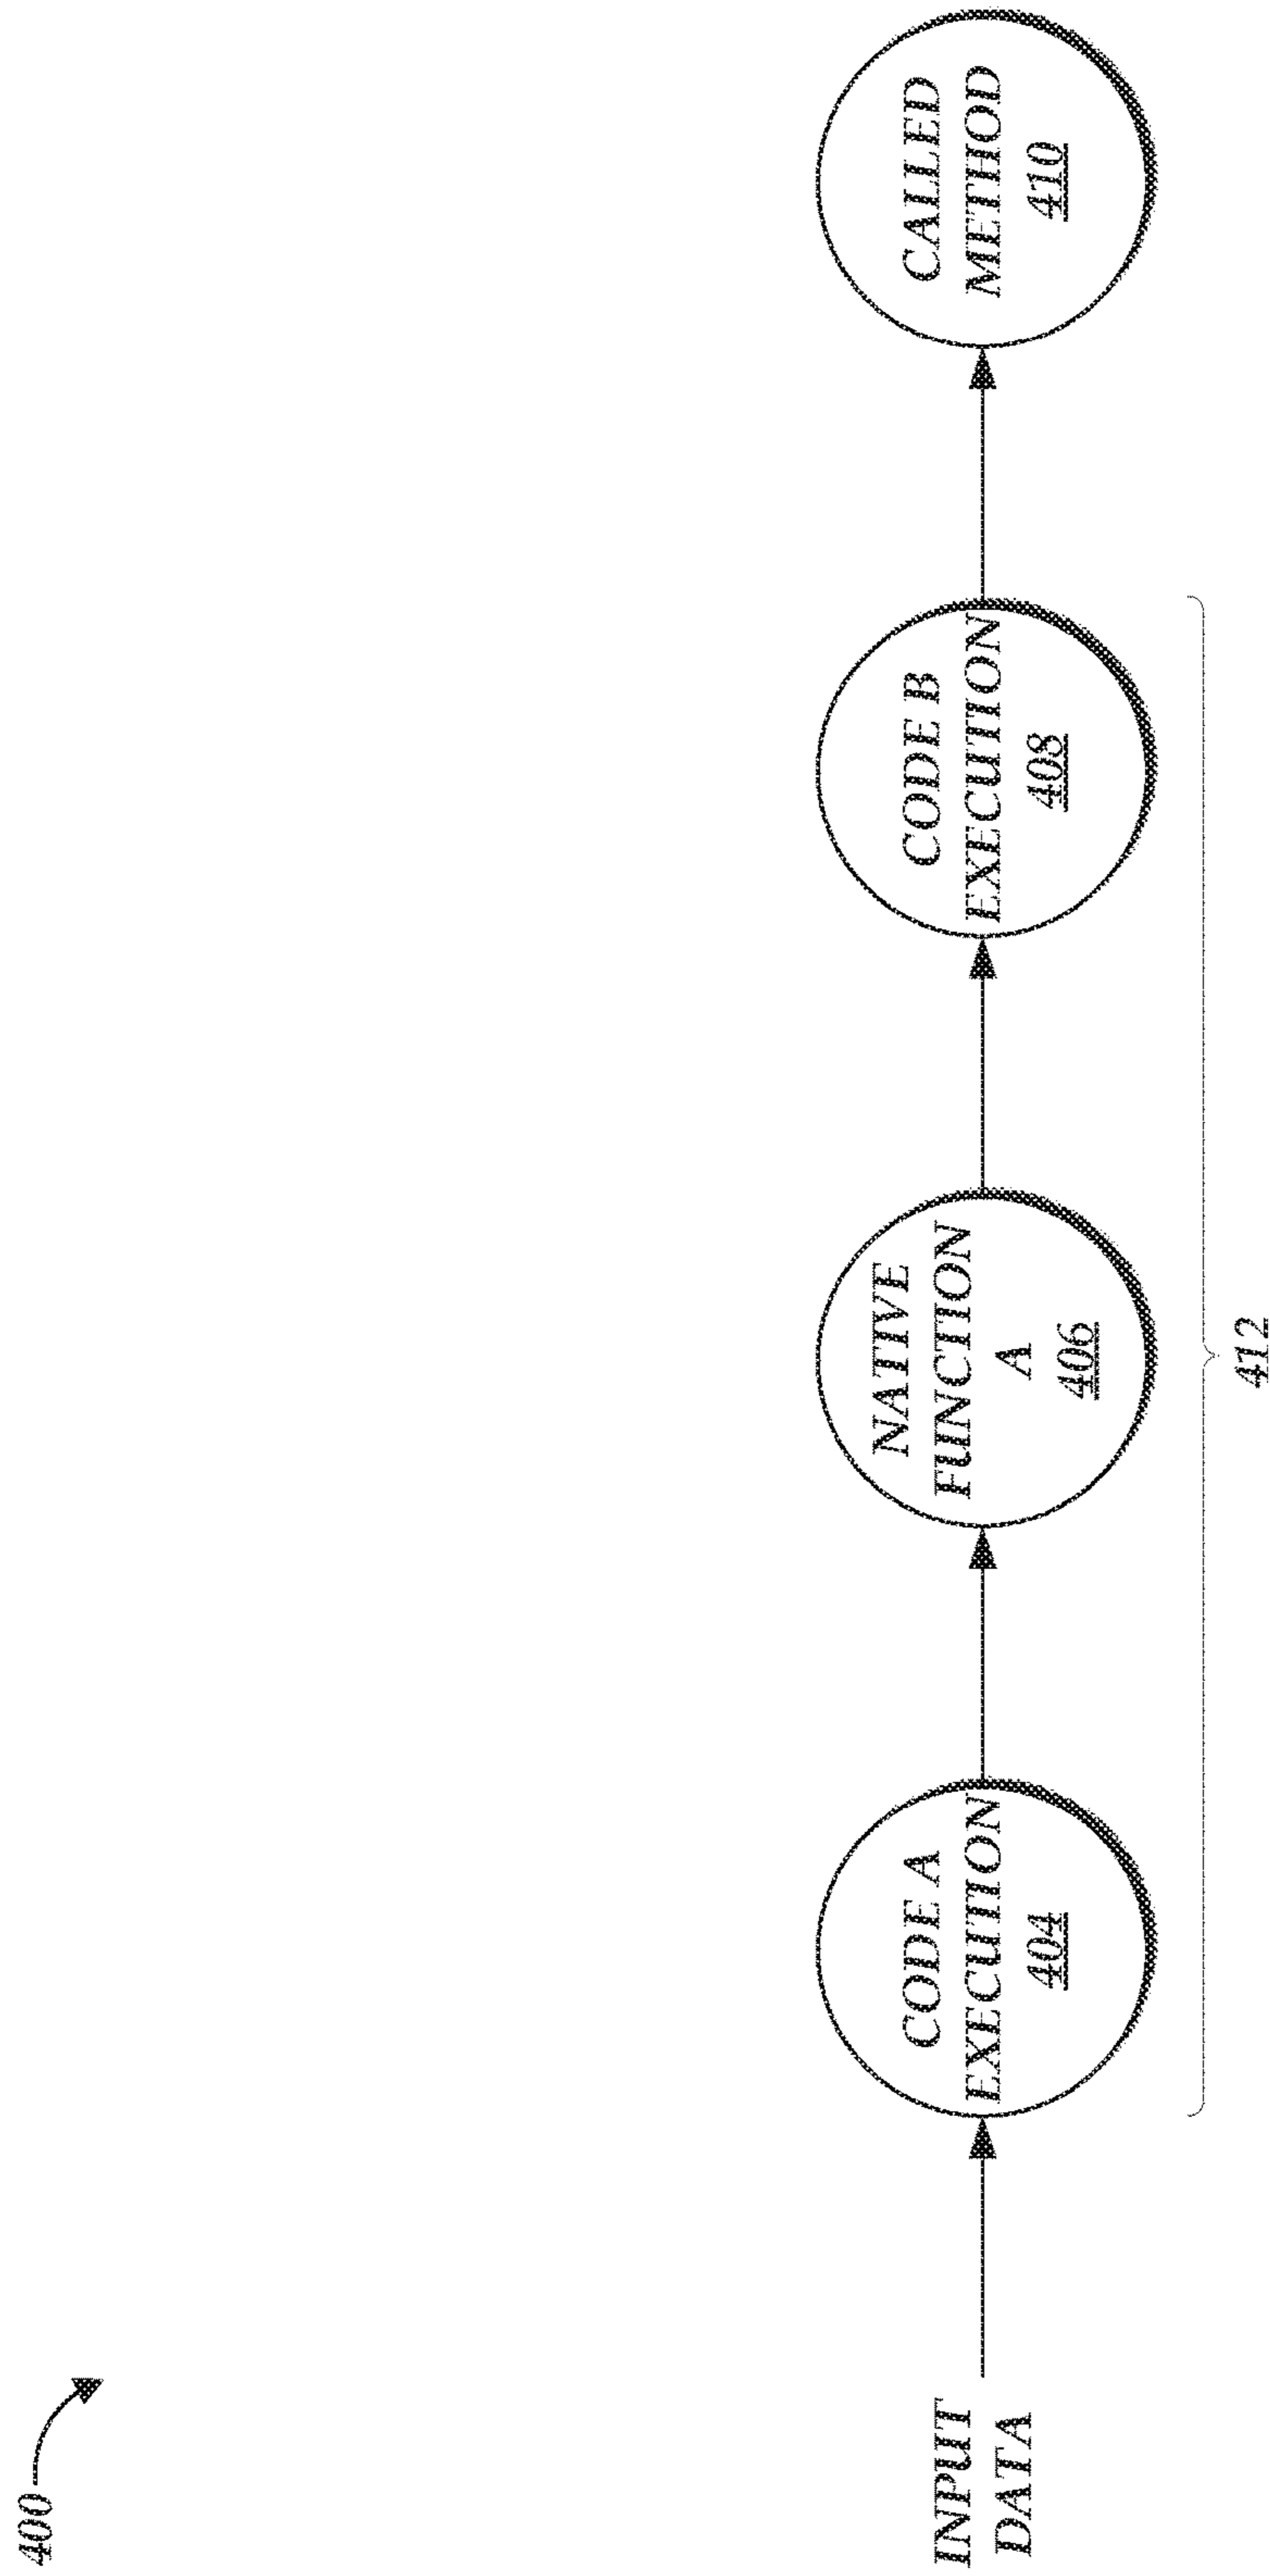 400
INPUT
DATA
CODE A
EXECUTION
404
NATIVE
FUNCTION
A
406
CODE B
EXECUTION
408
CALLED
METHOD
410
412